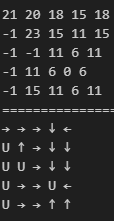 21 20 18 15 18
-1 23 15 11 15
-1 -1 11 6 11
-1 11 6 0 6
-1 15 11 6 11
===============
→ → → ↓ ←
U ↑ → ↓ ↓
U U → ↓ ↓
U → → U ←
U → → ↑ ↑